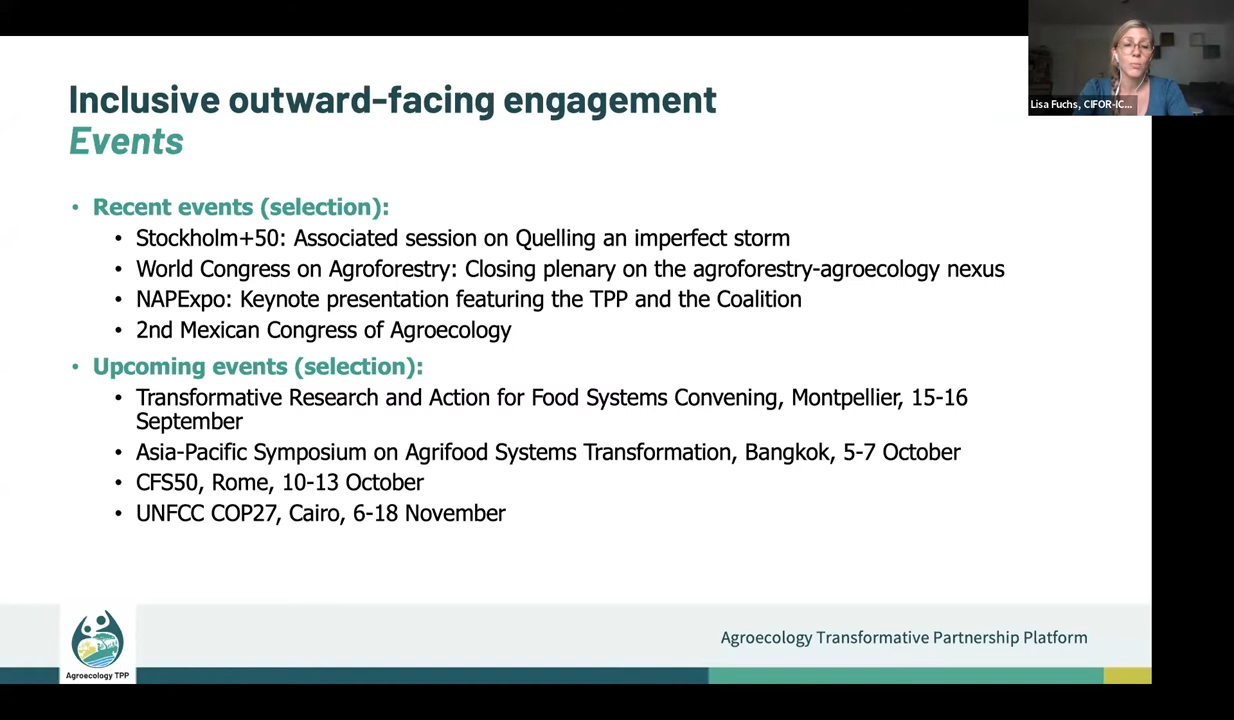 Inclusive outward-facing engagement
Events
Lisa Fuchs, CIFOR-IC...
• Recent events (selection):
• Stockholm+50: Associated session on Quelling an imperfect storm
• World Congress on Agroforestry: Closing plenary on the agroforestry-agroecology nexus
• NAPExpo: Keynote presentation featuring the TPP and the Coalition
• 2nd Mexican Congress of Agroecology
• Upcoming events (selection):
• Transformative Research and Action for Food Systems Convening, Montpellier, 15-16
September
• Asia-Pacific Symposium on Agrifood Systems Transformation, Bangkok, 5-7 October
• CFS50, Rome, 10-13 October
• UNFCC COP27, Cairo, 6-18 November
Agroecology Transformative Partnership Platform
Agroecology TPP